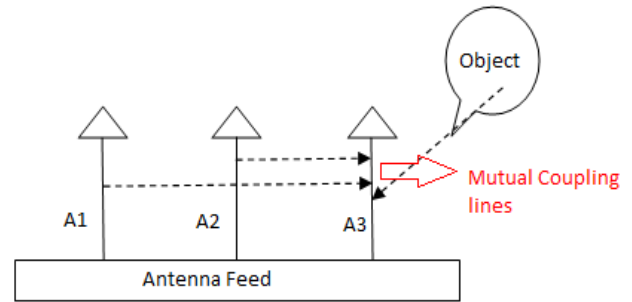 Object
Mutual Coupling
lines
A1
A2
A3
Antenna Feed